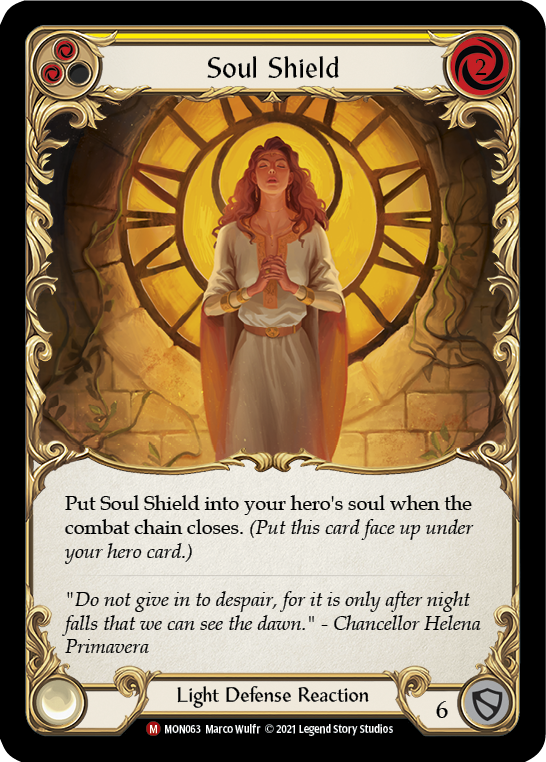 Soul Shield
2
Put Soul Shield into your hero's soul when the
combat chain closes. (Put this card face up under
your hero card.)
"Do not give in to despair, for it is only after night
falls that we can see the dawn." - Chancellor Helena
Primavera
Light Defense Reaction
6
M MON063 Marco Wulfr © 2021 Legend Story Studios